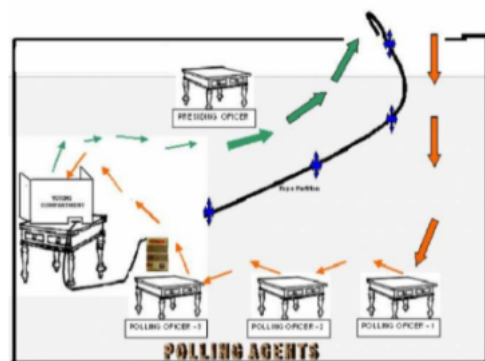 PRESIDING OFICER
VOTING
COMPARTMENT
Rope Partition
POLLING OFICER -3
POLLING OFICER -2
POLLING OFICER -1
POLLING AGENTS